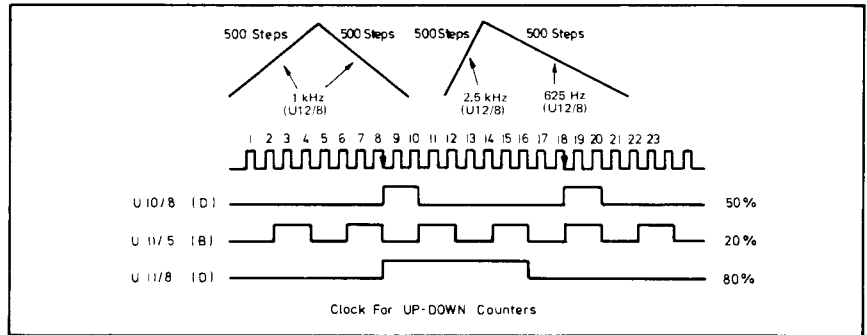 500 Steps 500 Steps 500 Steps 500 Steps
1 kHz
(U12/8)
2.5 kHz
(U12/8)
625 Hz
(U12/8)
1 2 3 4 5 6 7 8 9 10 11 12 13 14 15 16 17 18 19 20 21 22 23
U 10/8 (D) 50%
U 11/5 (B) 20%
U 11/8 (D) 80%
Clock For UP-DOWN Counters